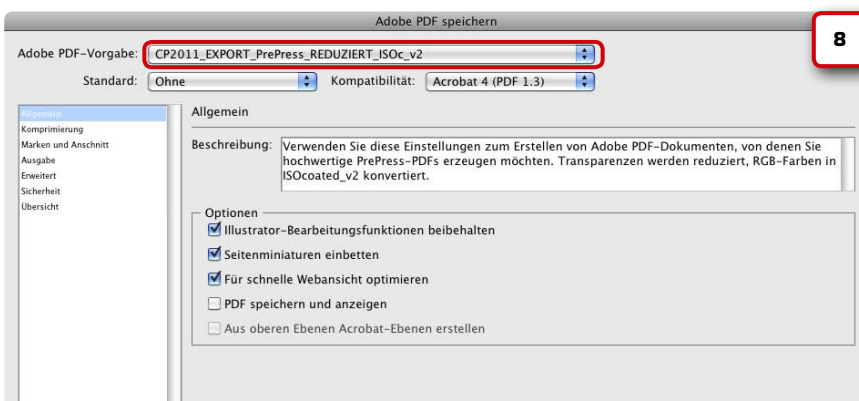 Adobe PDF speichern
8
Adobe PDF-Vorgabe: CP2011_EXPORT_PrePress_REDUZIERT_ISOc_v2
Standard: Ohne Kompatibilität: Acrobat 4 (PDF 1.3)
Allgemein
Komprimierung
Marken und Anschnitt
Ausgabe
Erweitert
Sicherheit
Übersicht
Allgemein
Beschreibung: Verwenden Sie diese Einstellungen zum Erstellen von Adobe PDF-Dokumenten, von denen Sie
hochwertige PrePress-PDFs erzeugen möchten. Transparenzen werden reduziert, RGB-Farben in
ISOcoated_v2 konvertiert.
Optionen
Illustrator-Bearbeitungsfunktionen beibehalten
Seitenminiaturen einbetten
Für schnelle Webansicht optimieren
PDF speichern und anzeigen
Aus oberen Ebenen Acrobat-Ebenen erstellen